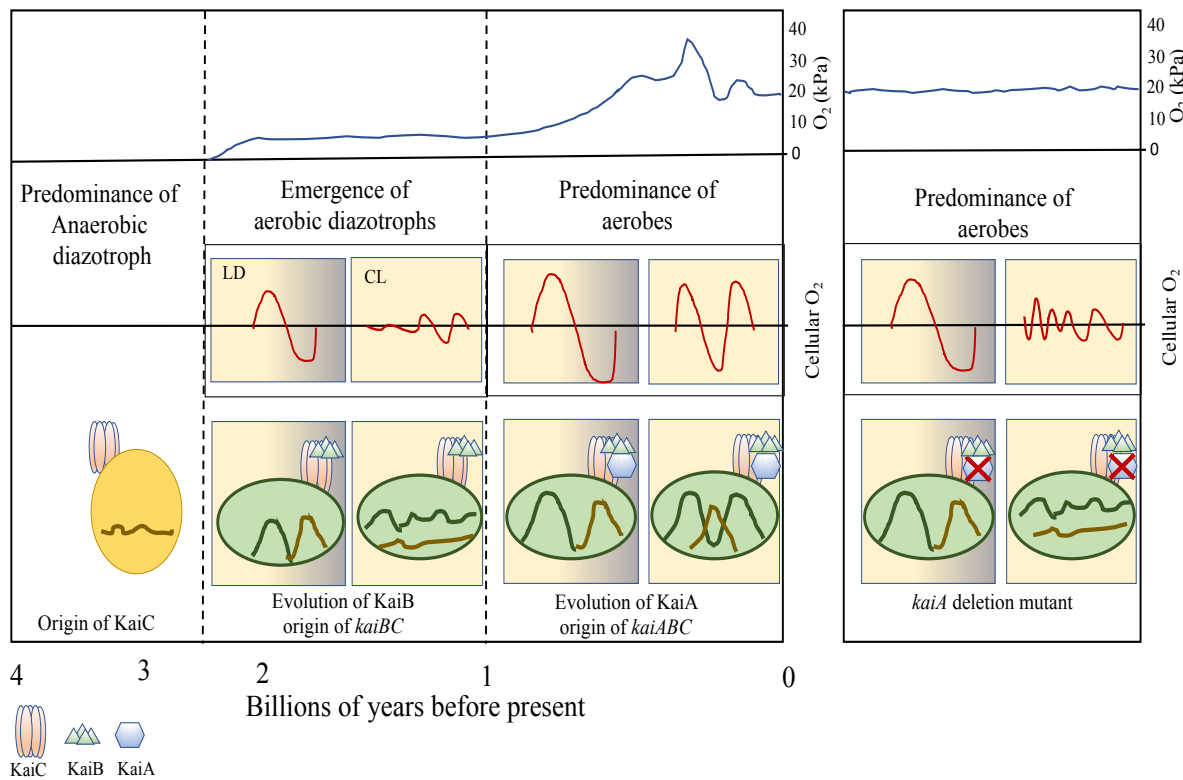 40
30
20
10
0
O2 (kPa)
40
30
20
10
0
O2 (kPa)
Predominance of
Anaerobic
diazotroph
Emergence of
aerobic diazotrophs
Predominance of
aerobes
Predominance of
aerobes
LD
CL
Cellular O2
Cellular O2
Origin of KaiC
Evolution of KaiB
origin of kaiBC
Evolution of KaiA
origin of kaiABC
kaiA deletion mutant
4
3
2
1
0
Billions of years before present
KaiC
KaiB
KaiA